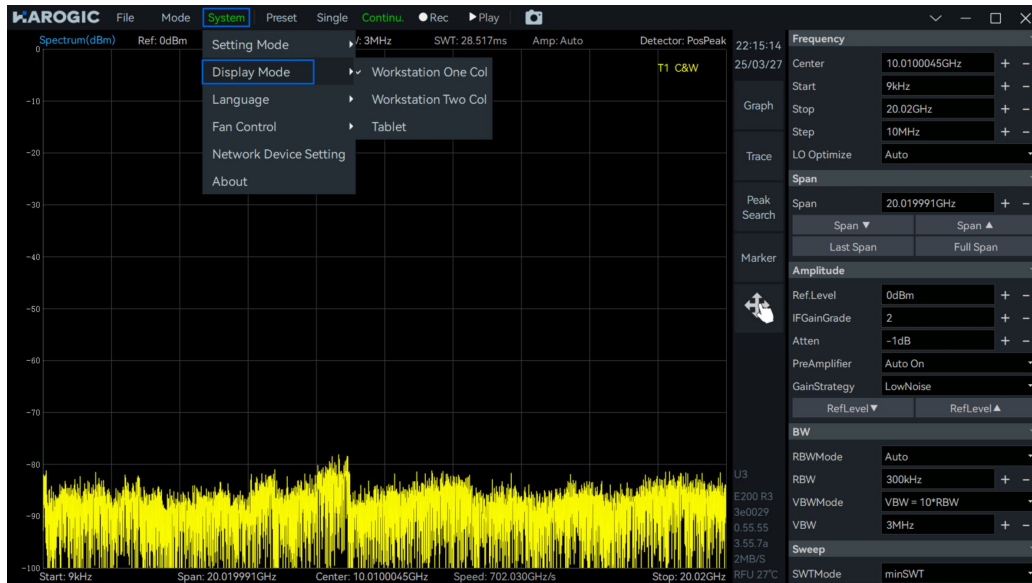 HAROGIC File Mode System Preset Single Continu. Rec Play
Spectrum(dBm) Ref: 0dBm /: 3MHz SWT: 28.517ms Amp: Auto Detector: PosPeak
T1 C&W
Setting Mode
Display Mode
Language
Fan Control
Network Device Setting
About
Workstation One Col
Workstation Two Col
Tablet
0
-10
-20
-30
-40
-50
-60
-70
-80
-90
-100
Start: 9kHz Span: 20.019991GHz Center: 10.0100045GHz Speed: 702.030GHz/s Stop: 20.02GHz
22:15:14
25/03/27
Graph
Trace
Peak
Search
Marker
U3
E200 R3
3e0029
0.55.55
3.55.7a
2MB/S
RFU 27°C
Frequency
Center 10.0100045GHz + -
Start 9kHz + -
Stop 20.02GHz + -
Step 10MHz + -
LO Optimize Auto
Span
Span 20.019991GHz + -
Span ▼ Span ▲
Last Span Full Span
Amplitude
Ref.Level 0dBm + -
IFGainGrade 2 + -
Atten -1dB + -
PreAmplifier Auto On
GainStrategy LowNoise
RefLevel▼ RefLevel▲
BW
RBWMode Auto
RBW 300kHz + -
VBWMode VBW = 10*RBW
VBW 3MHz + -
Sweep
SWTMode minSWT